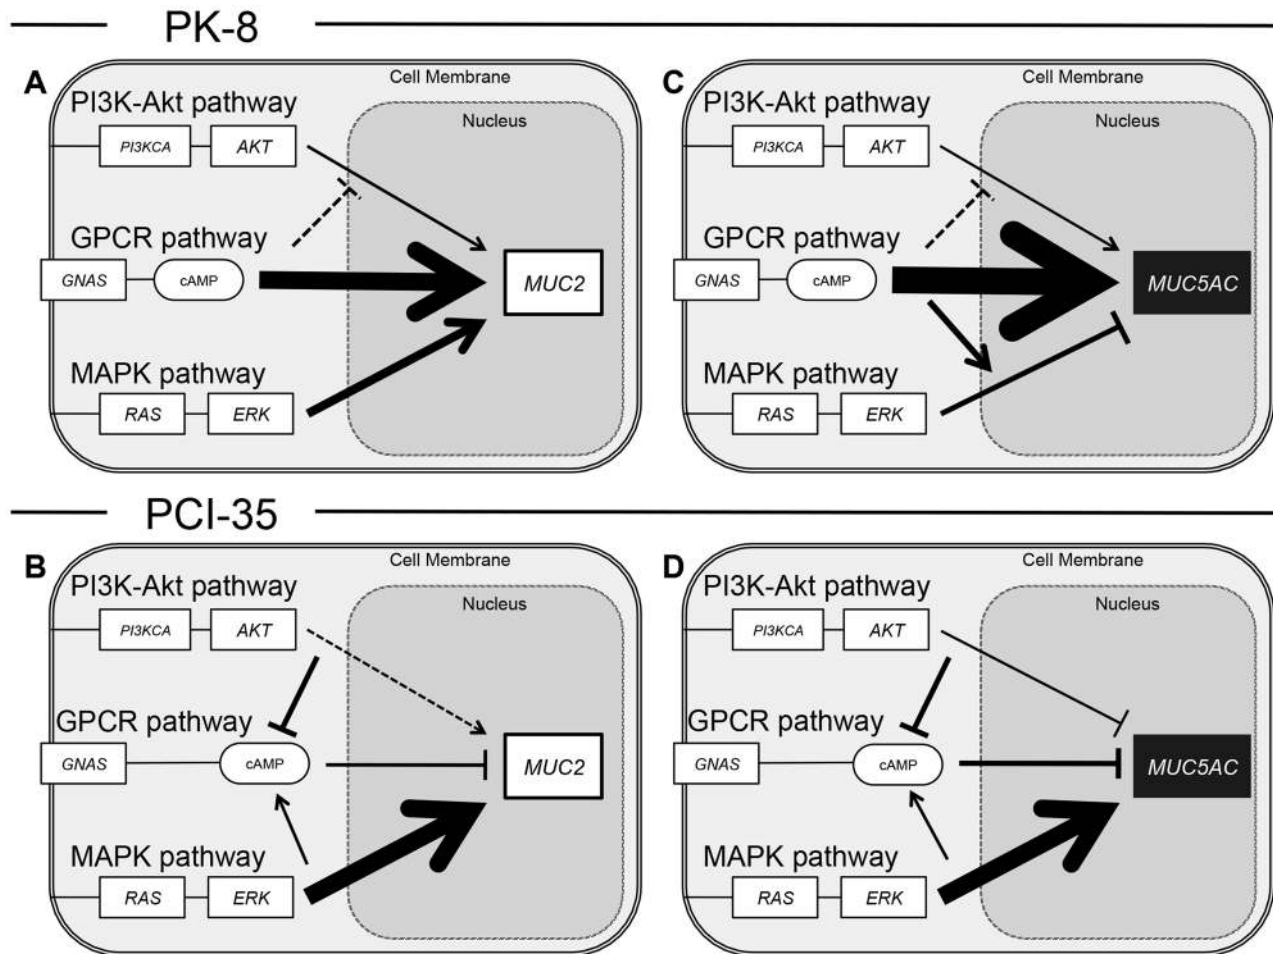 PK-8
A
Cell Membrane
PI3K-Akt pathway
Nucleus
PI3KCA
AKT
GPCR pathway
GNAS
cAMP
MUC2
MAPK pathway
RAS
ERK
C
Cell Membrane
PI3K-Akt pathway
Nucleus
PI3KCA
AKT
GPCR pathway
GNAS
cAMP
MUC5AC
MAPK pathway
RAS
ERK
PCI-35
B
Cell Membrane
PI3K-Akt pathway
Nucleus
PI3KCA
AKT
GPCR pathway
GNAS
cAMP
MUC2
MAPK pathway
RAS
ERK
D
Cell Membrane
PI3K-Akt pathway
Nucleus
PI3KCA
AKT
GPCR pathway
GNAS
cAMP
MUC5AC
MAPK pathway
RAS
ERK